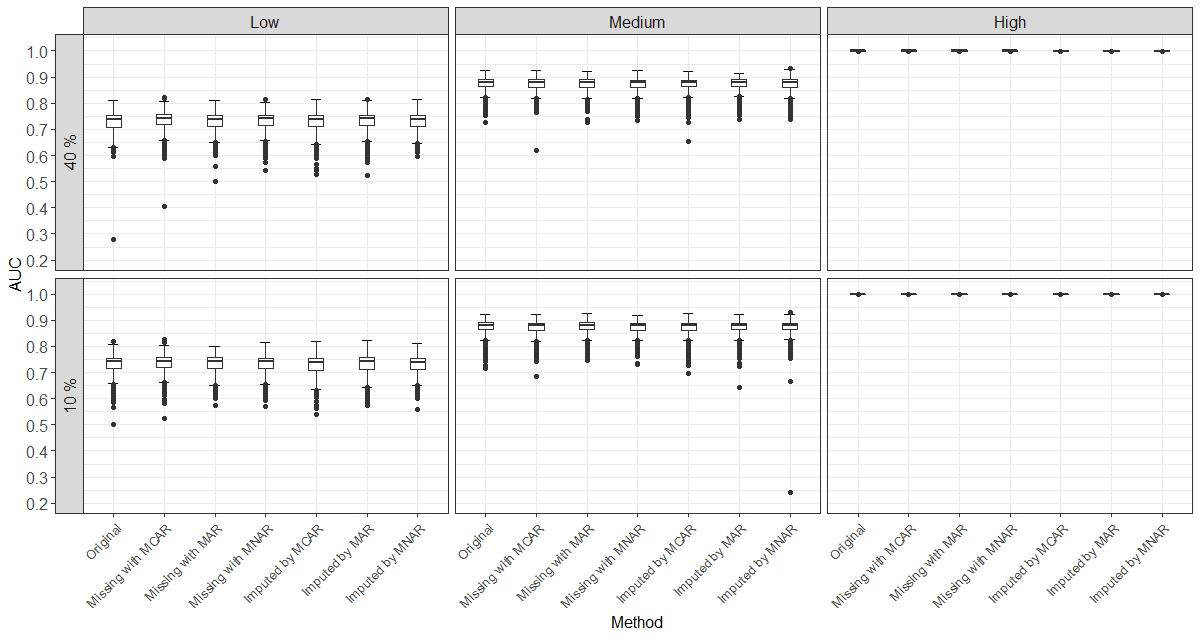 Low Medium High
AUC
40 %
1.0
0.9
0.8
0.7
0.6
0.5
0.4
0.3
0.2
10 %
1.0
0.9
0.8
0.7
0.6
0.5
0.4
0.3
0.2
Original
Missing with MCAR
Missing with MAR
Missing with MNAR
Imputed by MCAR
Imputed by MAR
Imputed by MNAR
Original
Missing with MCAR
Missing with MAR
Missing with MNAR
Imputed by MCAR
Imputed by MAR
Imputed by MNAR
Original
Missing with MCAR
Missing with MAR
Missing with MNAR
Imputed by MCAR
Imputed by MAR
Imputed by MNAR
Method